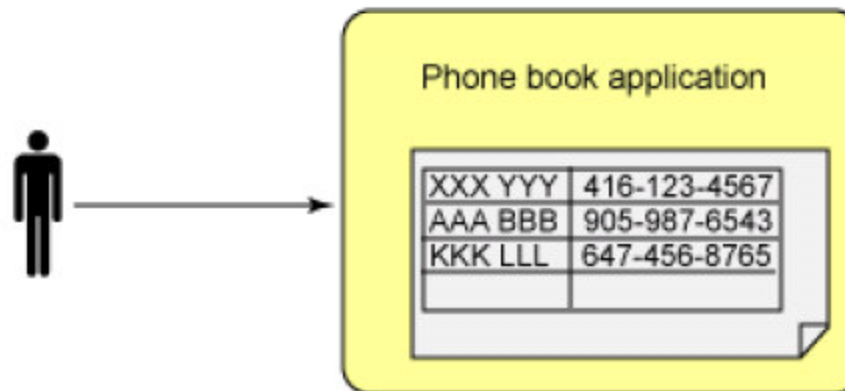 Phone book application
XXX YYY 416-123-4567
AAA BBB 905-987-6543
KKK LLL 647-456-8765